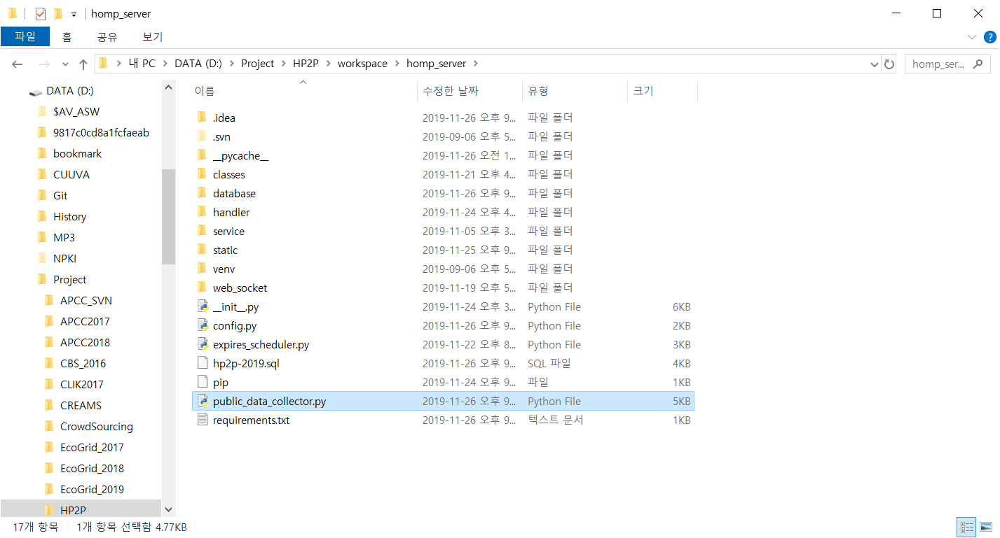 homp_server
파일 홈 공유 보기
내 PC DATA (D:) Project HP2P workspace homp_server
homp_ser...
DATA (D:)
$AV_ASW
9817c0cd8a1fcfaeab
bookmark
CUUVA
Git
History
MP3
NPKI
Project
APCC_SVN
APCC2017
APCC2018
CBS_2016
CLIK2017
CREAMS
CrowdSourcing
EcoGrid_2017
EcoGrid_2018
EcoGrid_2019
HP2P
이름 수정한 날짜 유형 크기
.idea 2019-11-26 오후 9... 파일 폴더
.svn 2019-09-06 오후 5... 파일 폴더
__pycache__ 2019-11-26 오전 1... 파일 폴더
classes 2019-11-21 오후 4... 파일 폴더
database 2019-11-26 오후 9... 파일 폴더
handler 2019-11-24 오후 4... 파일 폴더
service 2019-11-05 오후 3... 파일 폴더
static 2019-11-25 오후 9... 파일 폴더
venv 2019-09-06 오후 5... 파일 폴더
web_socket 2019-11-19 오후 5... 파일 폴더
__init__.py 2019-11-24 오후 3... Python File 6KB
config.py 2019-11-26 오후 9... Python File 2KB
expires_scheduler.py 2019-11-22 오후 8... Python File 3KB
hp2p-2019.sql 2019-11-26 오후 9... SQL 파일 4KB
pip 2019-11-24 오후 9... 파일 1KB
public_data_collector.py 2019-11-26 오후 9... Python File 5KB
requirements.txt 2019-11-26 오후 9... 텍스트 문서 1KB
17개 항목 1개 항목 선택함 4.77KB